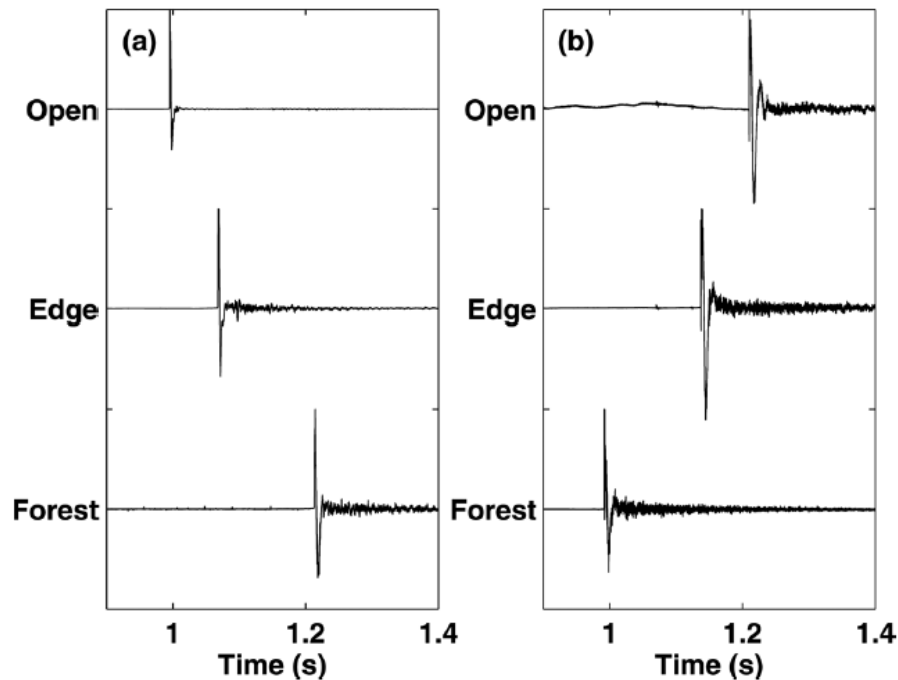 (a)
Open
Edge
Forest
1 1.2 1.4
Time (s)
(b)
Open
Edge
Forest
1 1.2 1.4
Time (s)